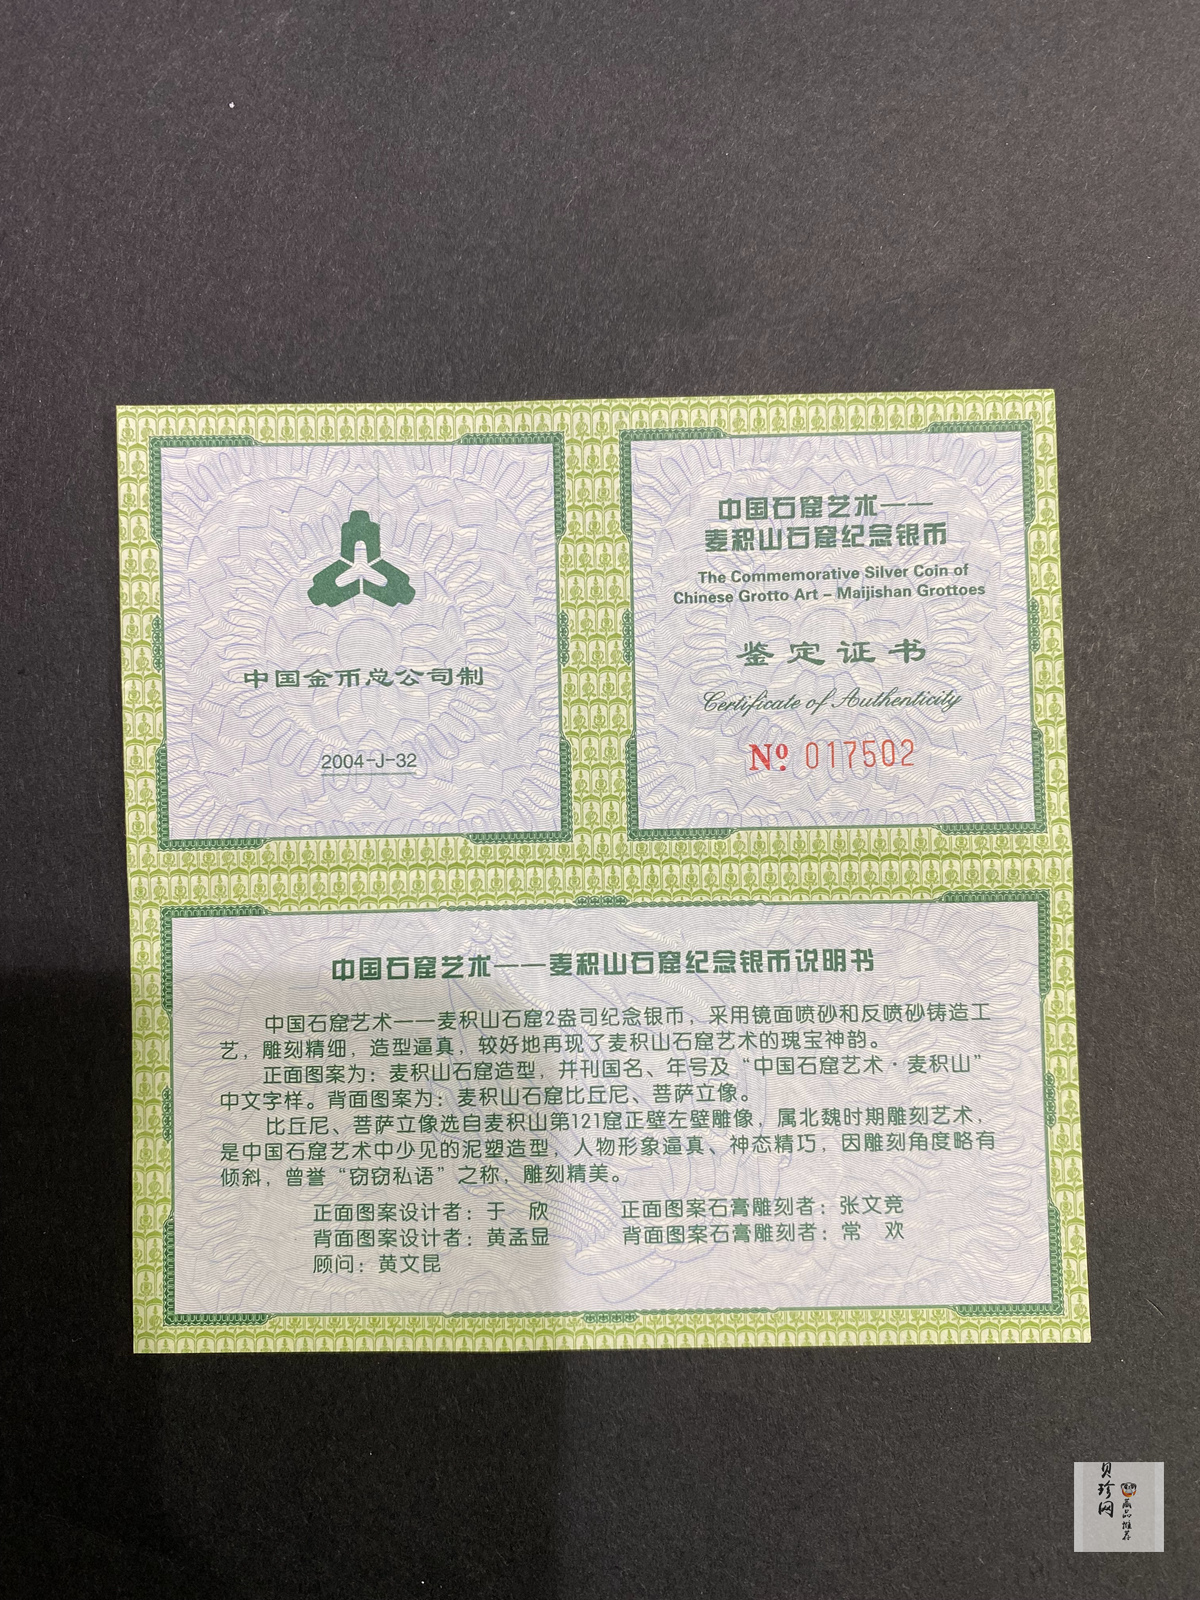 中国金币总公司制
2004-J-32
中国石窟艺术——
麦积山石窟纪念银币
The Commemorative Silver Coin of
Chinese Grotto Art – Maijishan Grottoes
鉴定证书
Certificate of Authenticity
Nº 017502
中国石窟艺术——麦积山石窟纪念银币说明书
中国石窟艺术——麦积山石窟2盎司纪念银币，采用镜面喷砂和反喷砂铸造工
艺，雕刻精细，造型逼真，较好地再现了麦积山石窟艺术的瑰宝神韵。
正面图案为：麦积山石窟造型，并刊国名、年号及“中国石窟艺术·麦积山”
中文字样。背面图案为：麦积山石窟比丘尼、菩萨立像。
比丘尼、菩萨立像选自麦积山第121窟正壁左壁雕像，属北魏时期雕刻艺术，
是中国石窟艺术中少见的泥塑造型，人物形象逼真、神态精巧，因雕刻角度略有
倾斜，曾誉“窃窃私语”之称，雕刻精美。
正面图案设计者：于 欣 正面图案石膏雕刻者：张文竞
背面图案设计者：黄孟显 背面图案石膏雕刻者：常 欢
顾问：黄文昆
贝珍网
藏品推荐